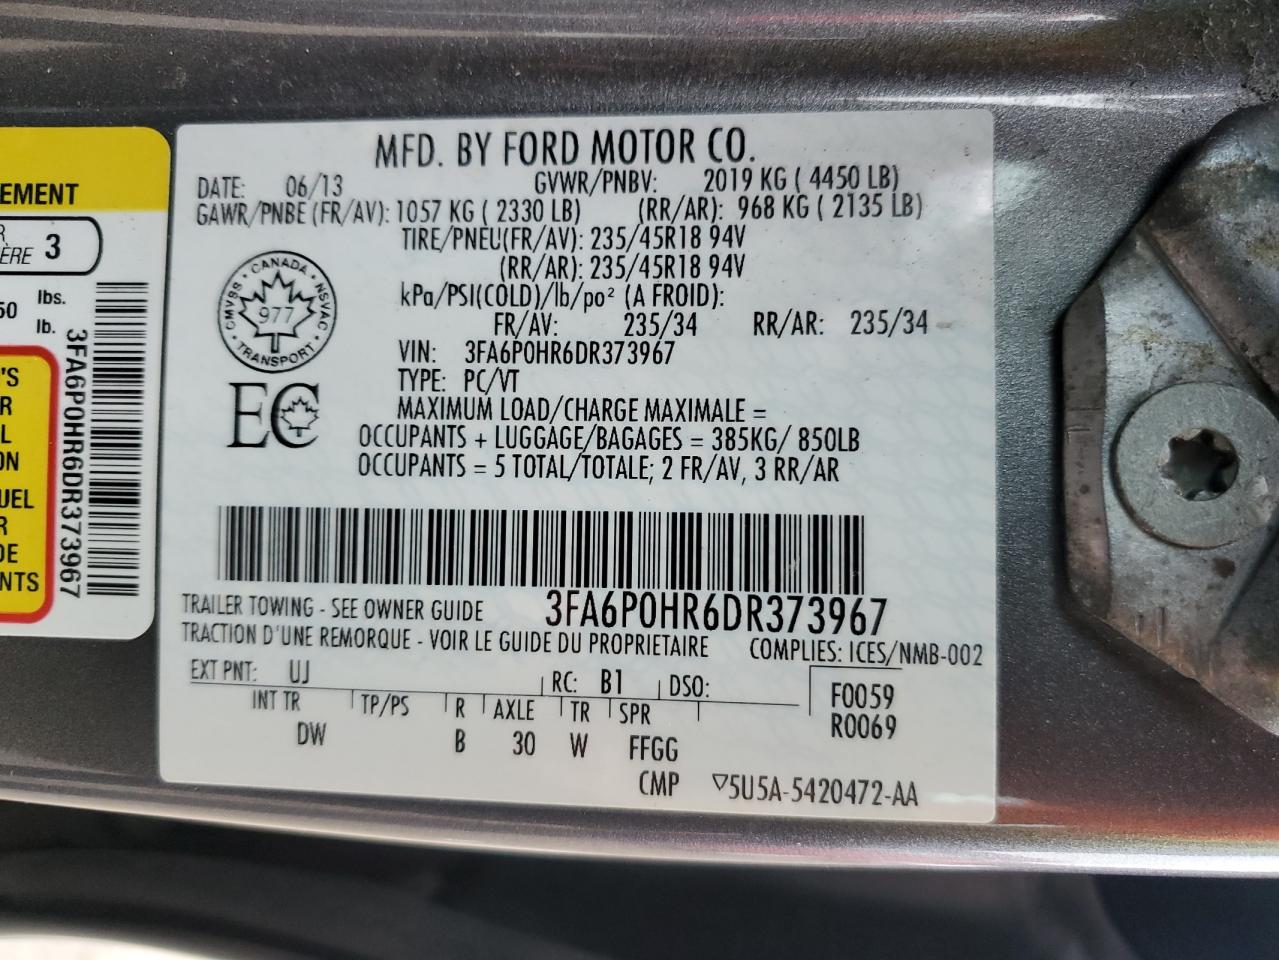 MFD. BY FORD MOTOR CO.
DATE: 06/13 GVWR/PNBV: 2019 KG ( 4450 LB)
GAWR/PNBE (FR/AV): 1057 KG ( 2330 LB) (RR/AR): 968 KG ( 2135 LB)
TIRE/PNEU(FR/AV): 235/45R18 94V
(RR/AR): 235/45R18 94V
kPa/PSI(COLD)/lb/po² (A FROID):
FR/AV: 235/34 RR/AR: 235/34
VIN: 3FA6P0HR6DR373967
TYPE: PC/VT
MAXIMUM LOAD/CHARGE MAXIMALE =
OCCUPANTS + LUGGAGE/BAGAGES = 385KG/ 850LB
OCCUPANTS = 5 TOTAL/TOTALE; 2 FR/AV, 3 RR/AR
CANADA
CMVSS NSVAC
977
TRANSPORT
EC
3FA6P0HR6DR373967
TRAILER TOWING - SEE OWNER GUIDE
TRACTION D'UNE REMORQUE - VOIR LE GUIDE DU PROPRIETAIRE
COMPLIES: ICES/NMB-002
EXT PNT: UJ RC: B1 DSO: F0059
INT TR TP/PS R AXLE TR SPR R0069
DW B 30 W FFGG
CMP ▽5U5A-5420472-AA
EMENT
R
ÈRE 3
50 lbs.
lb.
3FA6P0HR6DR373967
'S
R
L
ON
UEL
R
DE
NTS